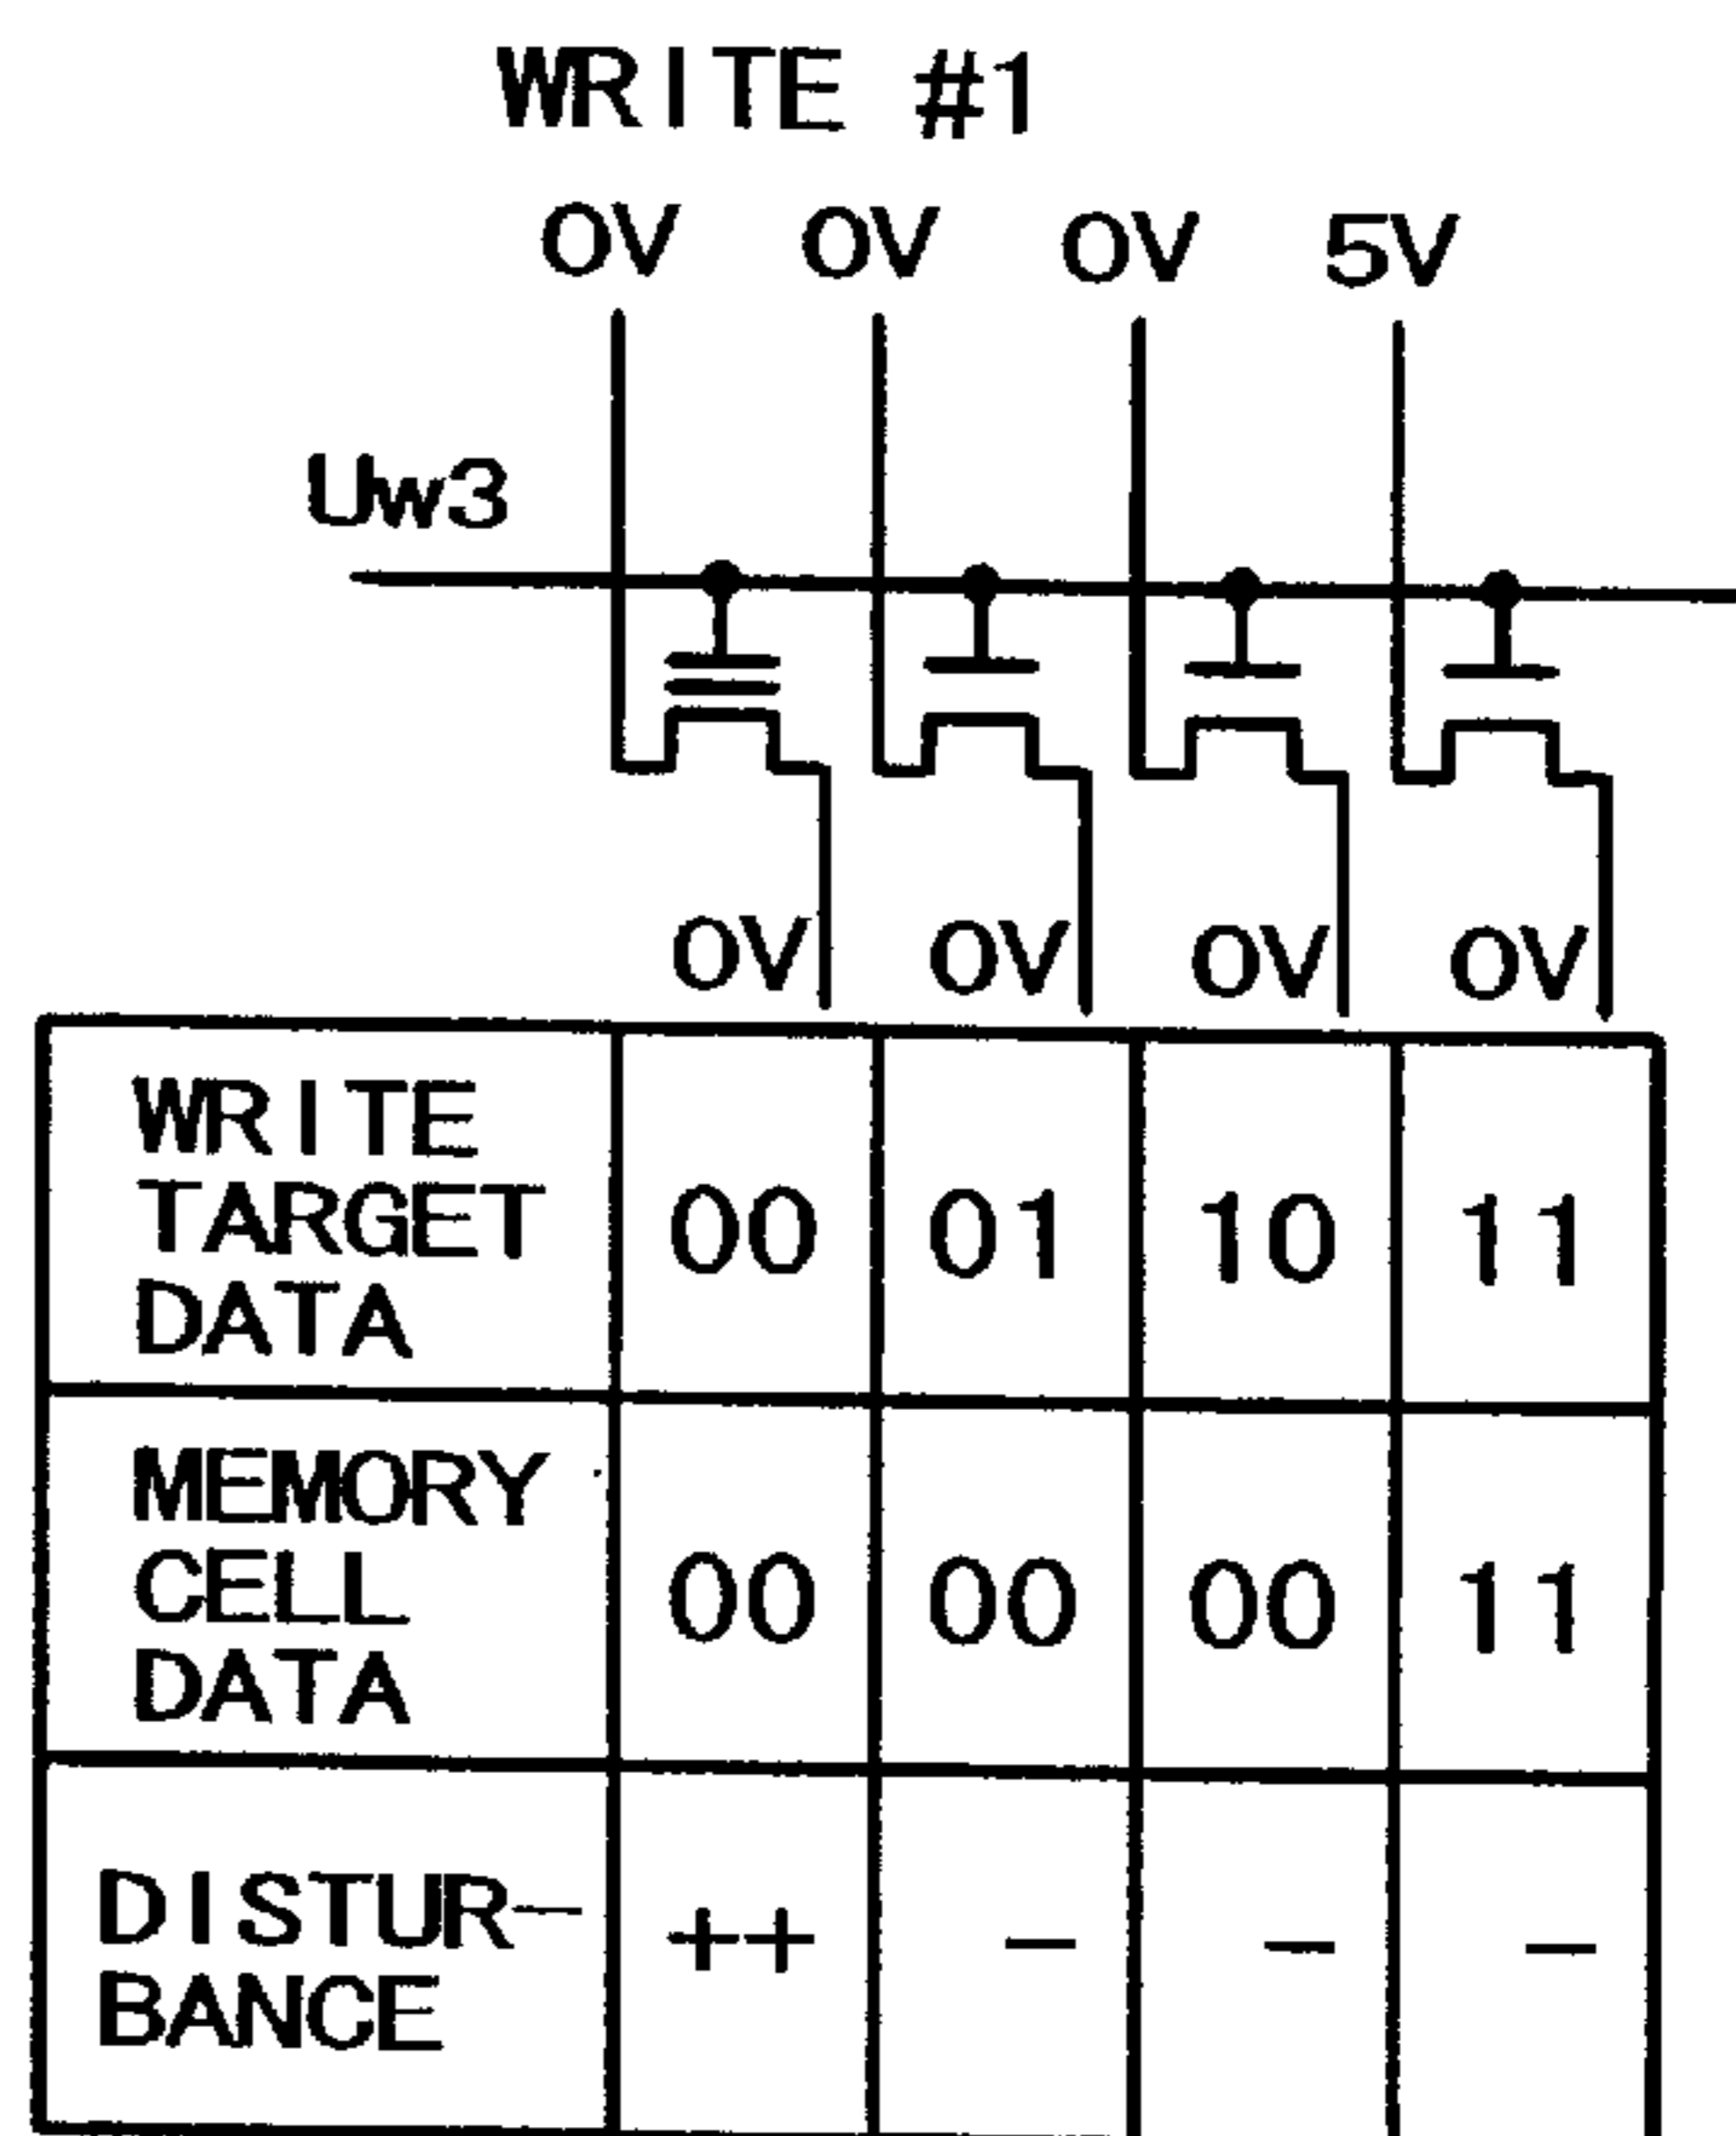 WRITE #1
0V 0V 0V 5V
Uw3
0V 0V 0V 0V
WRITE
TARGET
DATA
00 01 10 11
MEMORY
CELL
DATA
00 00 00 11
DISTUR-
BANCE
++ - - -